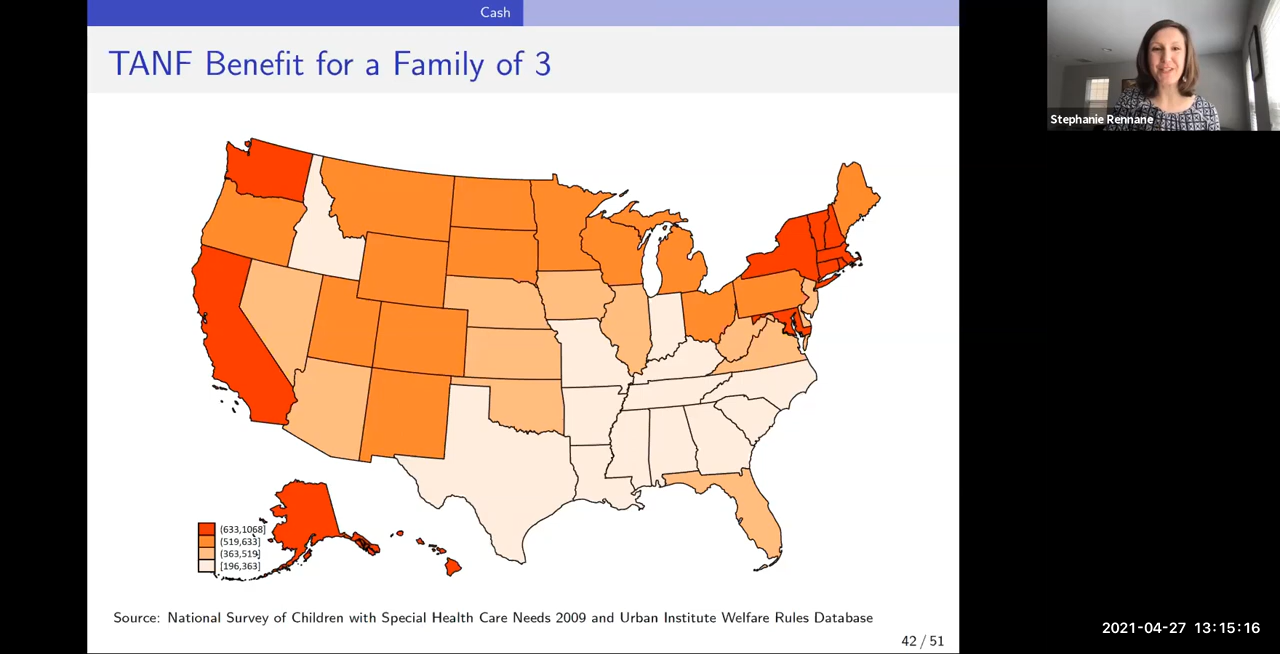 Cash
TANF Benefit for a Family of 3
Stephanie Rennane
(633,1068]
(519,633]
(363,519]
[196,363]
Source: National Survey of Children with Special Health Care Needs 2009 and Urban Institute Welfare Rules Database
42 / 51
2021-04-27 13:15:16